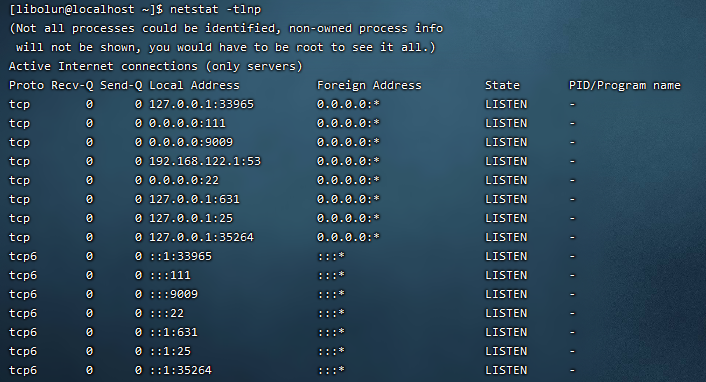 [libolun@localhost ~]$ netstat -tlnp
(Not all processes could be identified, non-owned process info
 will not be shown, you would have to be root to see it all.)
Active Internet connections (only servers)
Proto Recv-Q Send-Q Local Address           Foreign Address         State       PID/Program name
tcp        0      0 127.0.0.1:33965         0.0.0.0:*               LISTEN      -
tcp        0      0 0.0.0.0:111             0.0.0.0:*               LISTEN      -
tcp        0      0 0.0.0.0:9009            0.0.0.0:*               LISTEN      -
tcp        0      0 192.168.122.1:53        0.0.0.0:*               LISTEN      -
tcp        0      0 0.0.0.0:22              0.0.0.0:*               LISTEN      -
tcp        0      0 127.0.0.1:631           0.0.0.0:*               LISTEN      -
tcp        0      0 127.0.0.1:25            0.0.0.0:*               LISTEN      -
tcp        0      0 127.0.0.1:35264         0.0.0.0:*               LISTEN      -
tcp6       0      0 ::1:33965               :::*                    LISTEN      -
tcp6       0      0 :::111                  :::*                    LISTEN      -
tcp6       0      0 :::9009                 :::*                    LISTEN      -
tcp6       0      0 :::22                   :::*                    LISTEN      -
tcp6       0      0 ::1:631                 :::*                    LISTEN      -
tcp6       0      0 ::1:25                  :::*                    LISTEN      -
tcp6       0      0 ::1:35264               :::*                    LISTEN      -